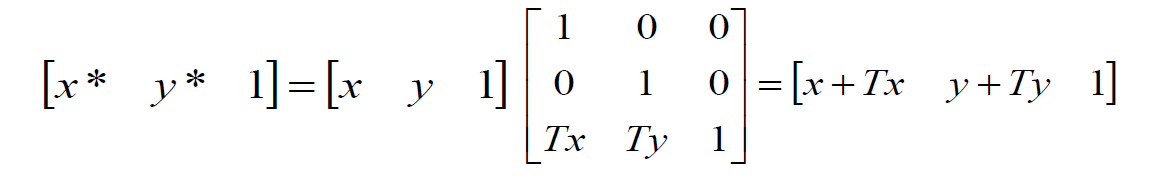 [x* y* 1] = [x y 1] [1 0 0
0 1 0
Tx Ty 1] = [x + Tx y + Ty 1]